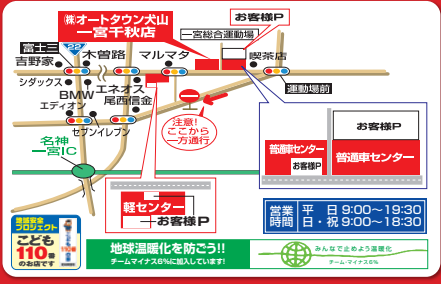 ㈱オートタウン犬山
一宮千秋店
お客様P
一宮総合運動場
富士三
22
木曽路
マルマタ
喫茶店
吉野家
シダックス
BMW
エネオス
尾西信金
エディオン
セブンイレブン
運動場前
注意!
ここから
一方通行
名神
一宮IC
お客様P
普通車センター
お客様P
普通車センター
軽センター
お客様P
営業時間
平 日 9:00〜19:30
日・祝 9:00〜18:30
地域安全
プロジェクト
こども
110番
のお店です
地球温暖化を防ごう!!
チームマイナス6%に加入しています!
みんなで止めよう温暖化
チーム・マイナス6%